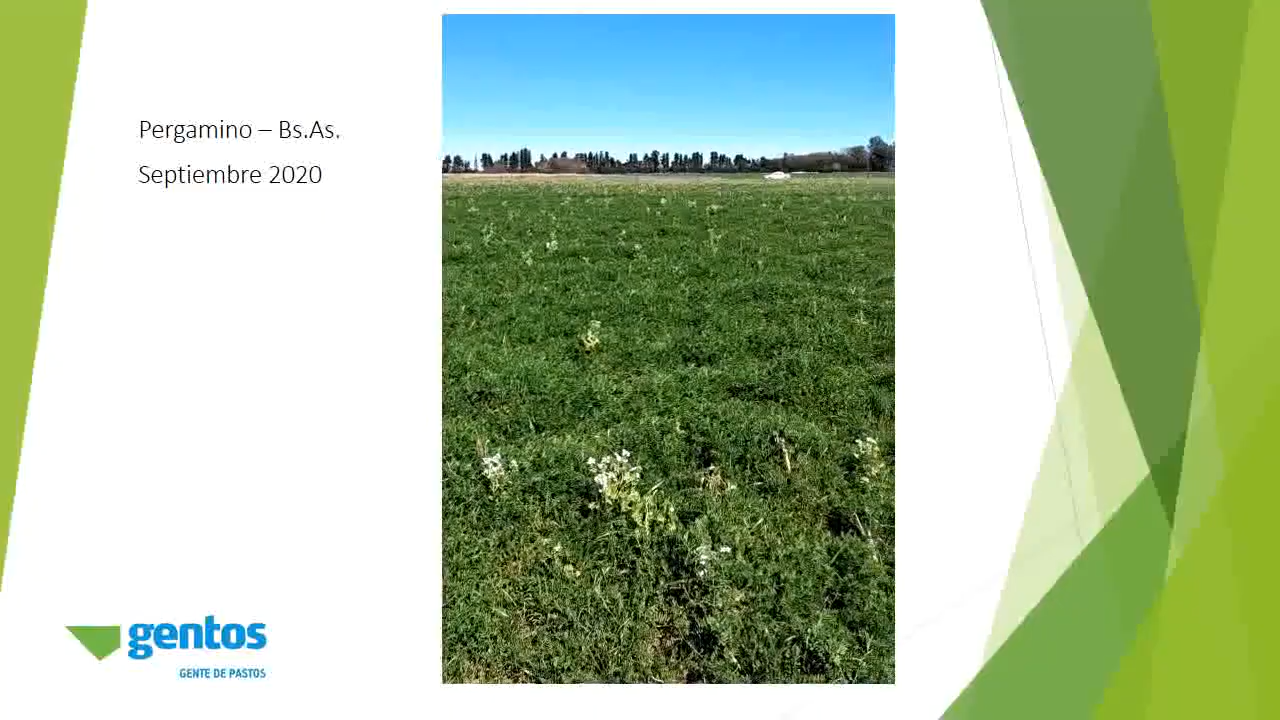 Pergamino – Bs.As.
Septiembre 2020
gentos
GENTE DE PASTOS